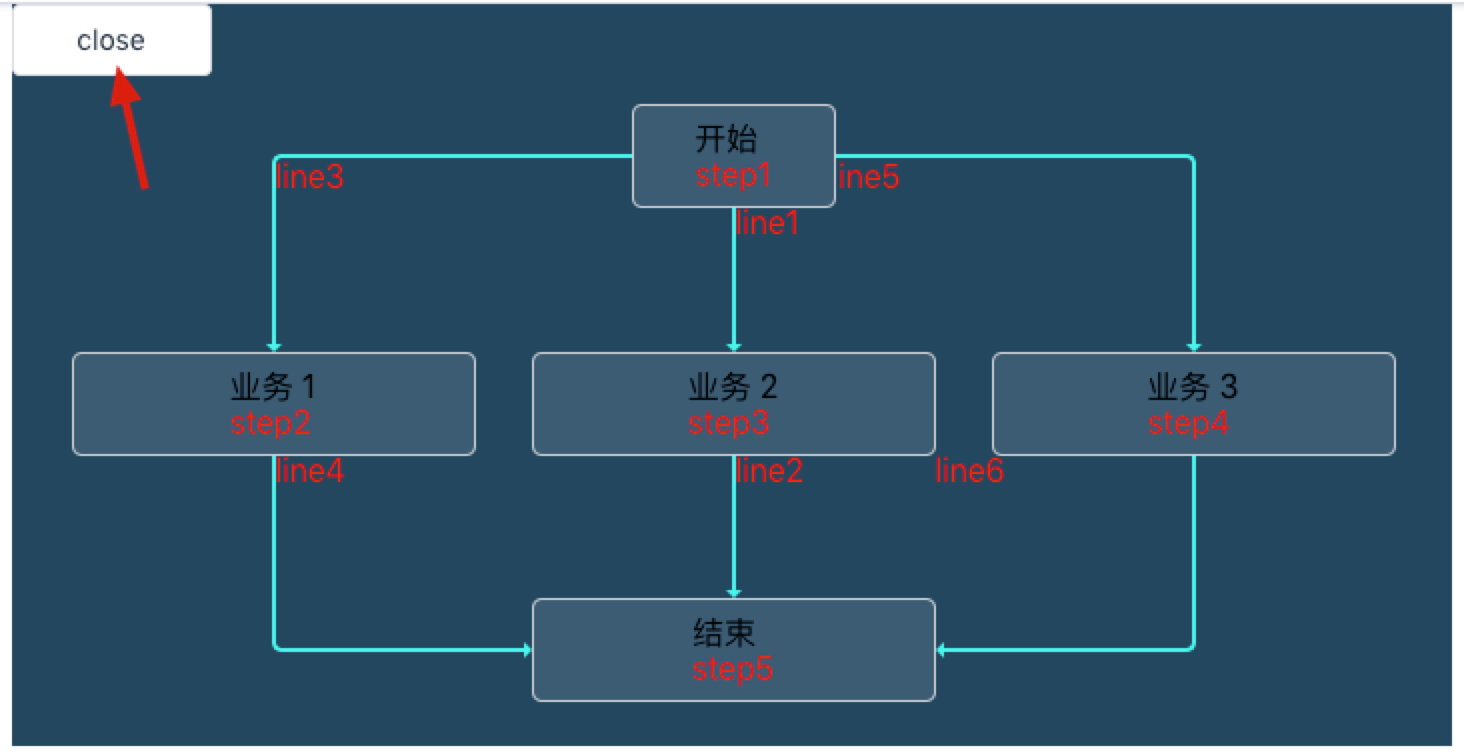 close
开始
step1
line3
ine5
line1
业务 1
step2
业务 2
step3
业务 3
step4
line4
line2
line6
结束
step5